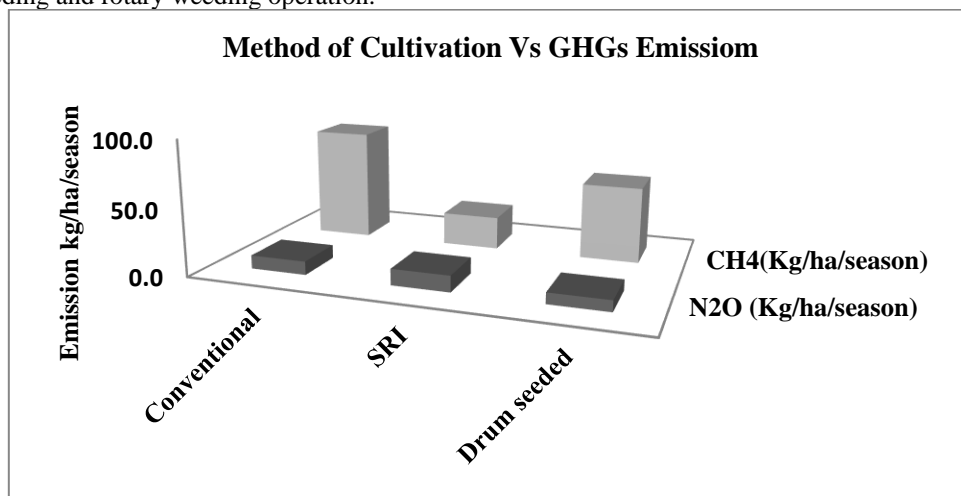 eding and rotary weeding operation.
Method of Cultivation Vs GHGs Emissiom
Emission kg/ha/season
100.0
50.0
0.0
Conventional
SRI
Drum seeded
CH4(Kg/ha/season)
N2O (Kg/ha/season)